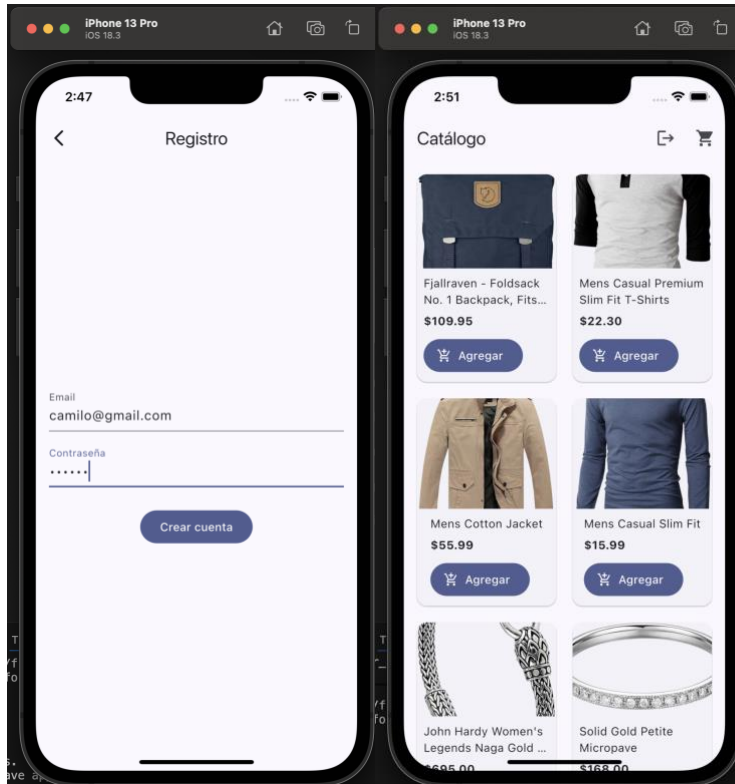 iPhone 13 Pro
iOS 18.3
2:47
Registro
Email
camilo@gmail.com
Contraseña
••••••
Crear cuenta
iPhone 13 Pro
iOS 18.3
2:51
Catálogo
Fjallraven - Foldsack
No. 1 Backpack, Fits...
$109.95
Agregar
Mens Casual Premium
Slim Fit T-Shirts
$22.30
Agregar
Mens Cotton Jacket
$55.99
Agregar
Mens Casual Slim Fit
$15.99
Agregar
John Hardy Women's
Legends Naga Gold ...
$695.00
Solid Gold Petite
Micropave
$168.00